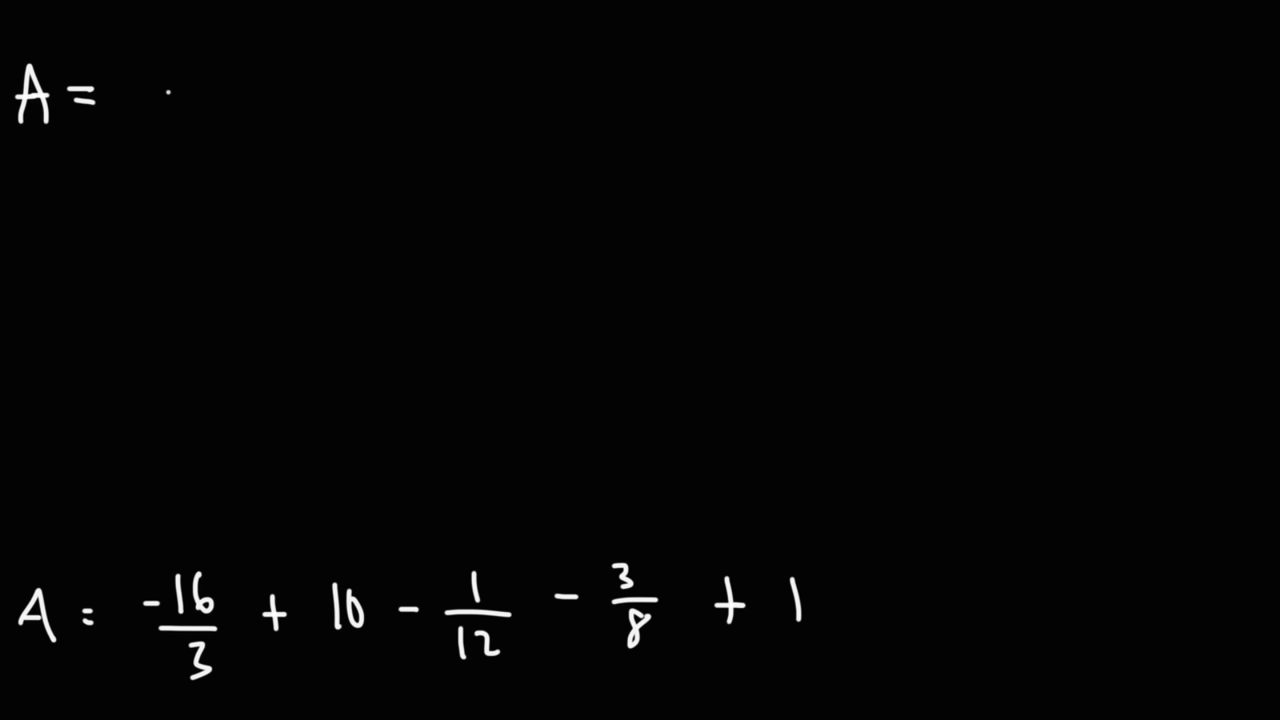 A =
A = -16/3 + 10 - 1/12 - 3/8 + 1